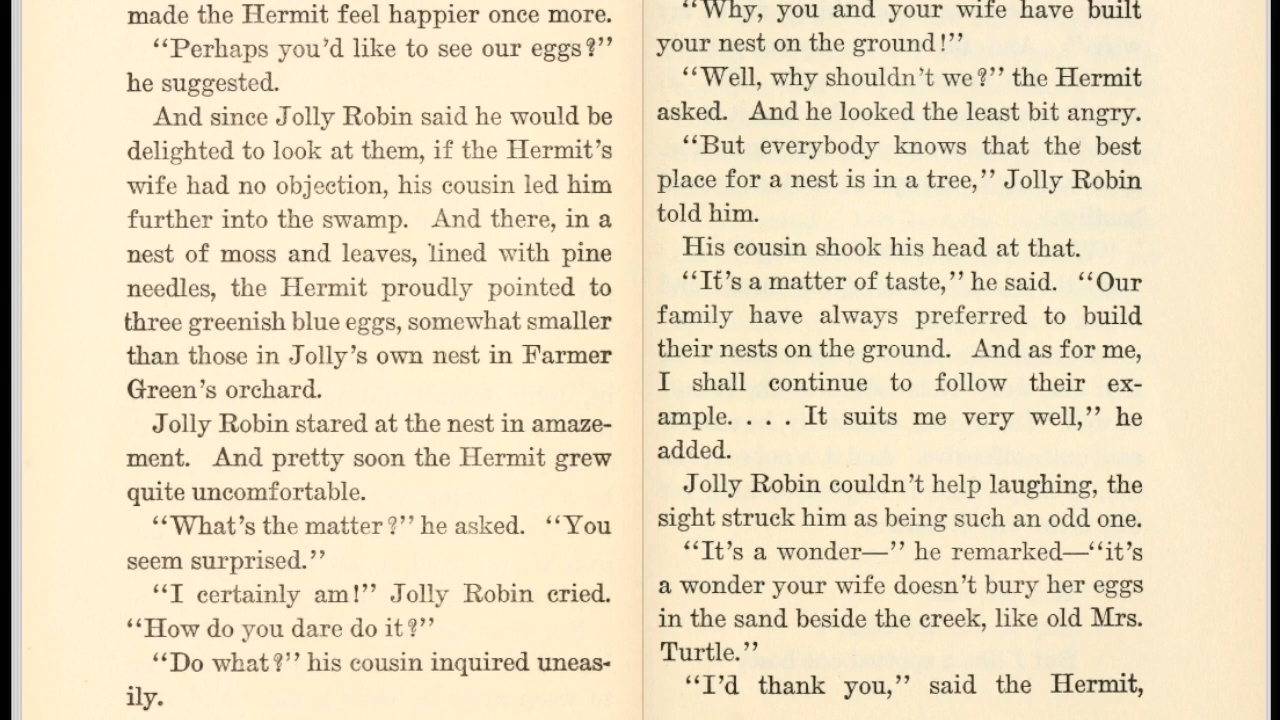 made the Hermit feel happier once more.
“Perhaps you’d like to see our eggs?”
he suggested.
And since Jolly Robin said he would be
delighted to look at them, if the Hermit’s
wife had no objection, his cousin led him
further into the swamp. And there, in a
nest of moss and leaves, lined with pine
needles, the Hermit proudly pointed to
three greenish blue eggs, somewhat smaller
than those in Jolly’s own nest in Farmer
Green’s orchard.
Jolly Robin stared at the nest in amaze-
ment. And pretty soon the Hermit grew
quite uncomfortable.
“What’s the matter?” he asked. “You
seem surprised.”
“I certainly am!” Jolly Robin cried.
“How do you dare do it?”
“Do what?” his cousin inquired uneas-
ily.
“Why, you and your wife have built
your nest on the ground!”
“Well, why shouldn’t we?” the Hermit
asked. And he looked the least bit angry.
“But everybody knows that the best
place for a nest is in a tree,” Jolly Robin
told him.
His cousin shook his head at that.
“It’s a matter of taste,” he said. “Our
family have always preferred to build
their nests on the ground. And as for me,
I shall continue to follow their ex-
ample. . . . It suits me very well,” he
added.
Jolly Robin couldn’t help laughing, the
sight struck him as being such an odd one.
“It’s a wonder—” he remarked—“it’s
a wonder your wife doesn’t bury her eggs
in the sand beside the creek, like old Mrs.
Turtle.”
“I’d thank you,” said the Hermit,